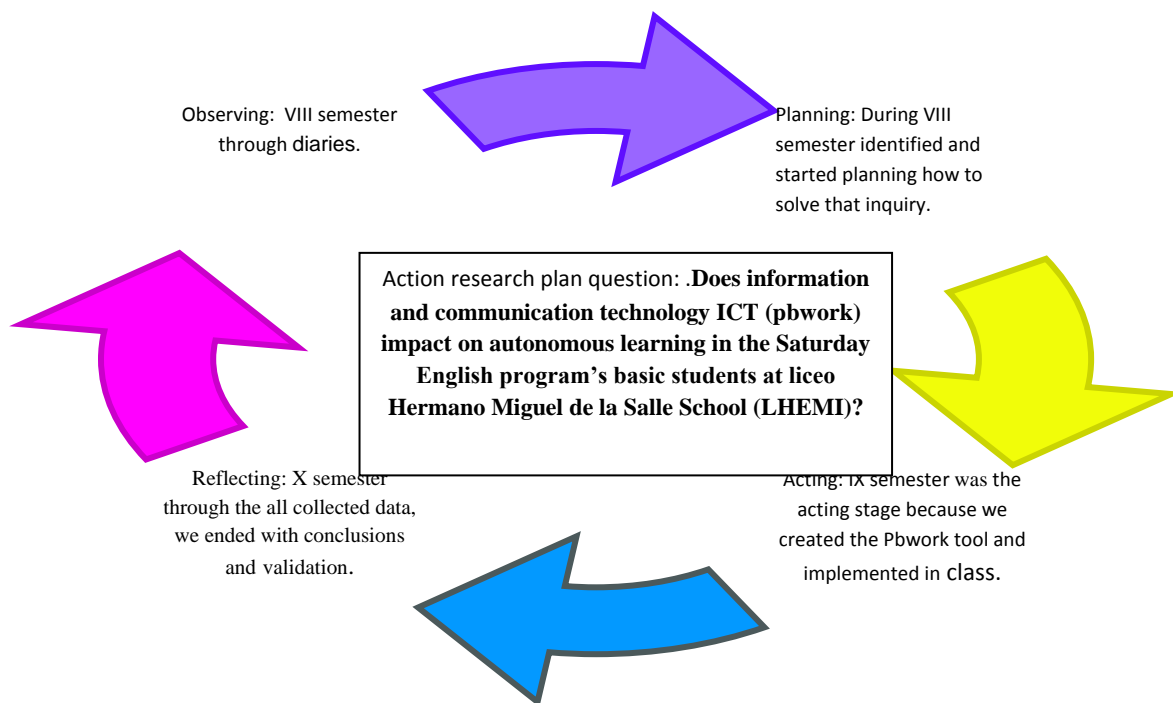 Observing: VIII semester
through diaries.
Planning: During VIII
semester identified and
started planning how to
solve that inquiry.
Action research plan question: .Does information
and communication technology ICT (pbwork)
impact on autonomous learning in the Saturday
English program’s basic students at liceo
Hermano Miguel de la Salle School (LHEMI)?
Reflecting: X semester
through the all collected data,
we ended with conclusions
and validation.
Acting: IX semester was the
acting stage because we
created the Pbwork tool and
implemented in class.